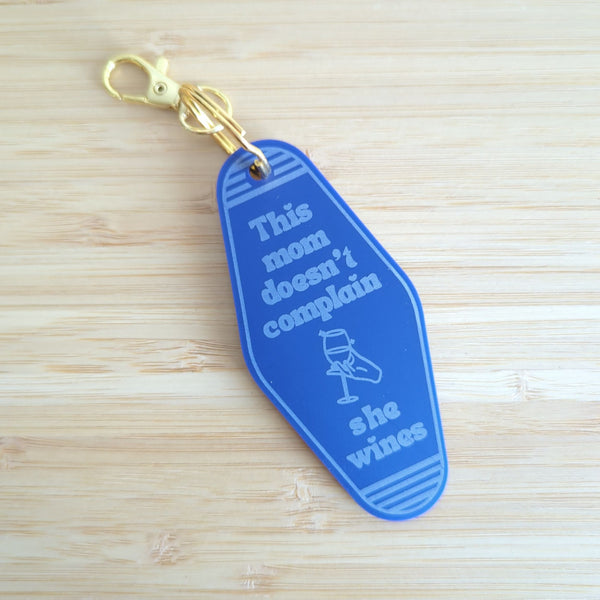 This
mom
doesn't
complain
she
wines